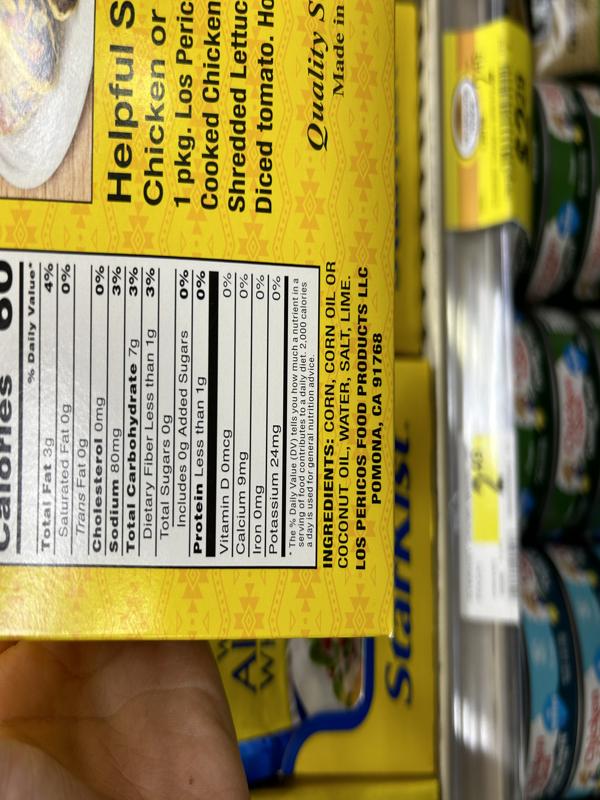 Helpful S
Chicken or
1 pkg. Los Peric
Cooked Chicken
Shredded Lettuc
Diced tomato. Ho
Quality S
Made in
Calories 60
% Daily Value*
Total Fat 3g 4%
Saturated Fat 0g 0%
Trans Fat 0g
Cholesterol 0mg 0%
Sodium 80mg 3%
Total Carbohydrate 7g 3%
Dietary Fiber Less than 1g 3%
Total Sugars 0g
Includes 0g Added Sugars 0%
Protein Less than 1g 0%
Vitamin D 0mcg 0%
Calcium 9mg 0%
Iron 0mg 0%
Potassium 24mg 0%
* The % Daily Value (DV) tells you how much a nutrient in a
serving of food contributes to a daily diet. 2,000 calories
a day is used for general nutrition advice.
INGREDIENTS: CORN, CORN OIL OR
COCONUT OIL, WATER, SALT, LIME.
LOS PERICOS FOOD PRODUCTS LLC
POMONA, CA 91768
StarKist